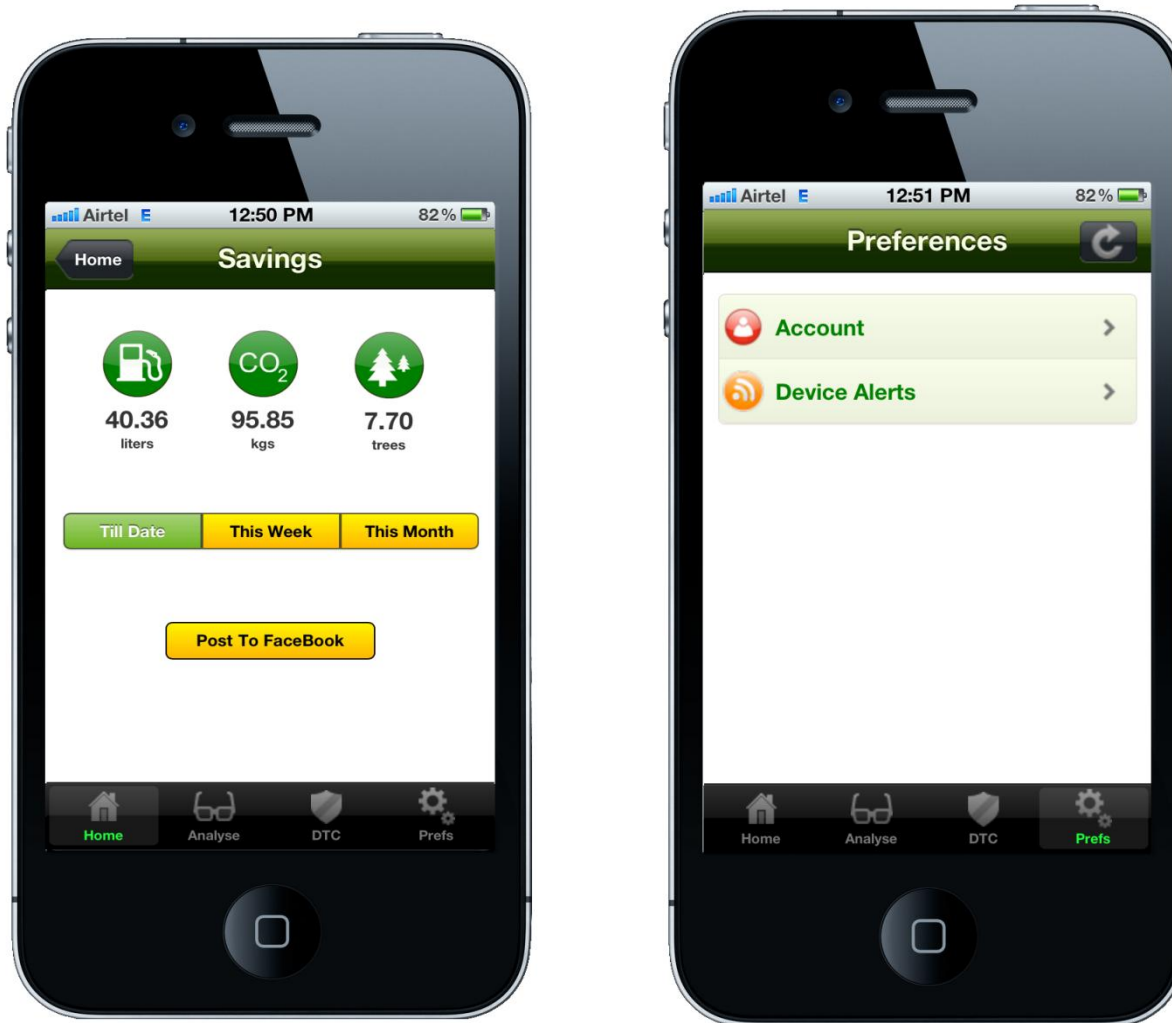 Airtel E 12:50 PM 82%
Home Savings
CO2
40.36 95.85 7.70
liters kgs trees
Till Date This Week This Month
Post To FaceBook
Home Analyse DTC Prefs
Airtel E 12:51 PM 82%
Preferences
Account
Device Alerts
Home Analyse DTC Prefs